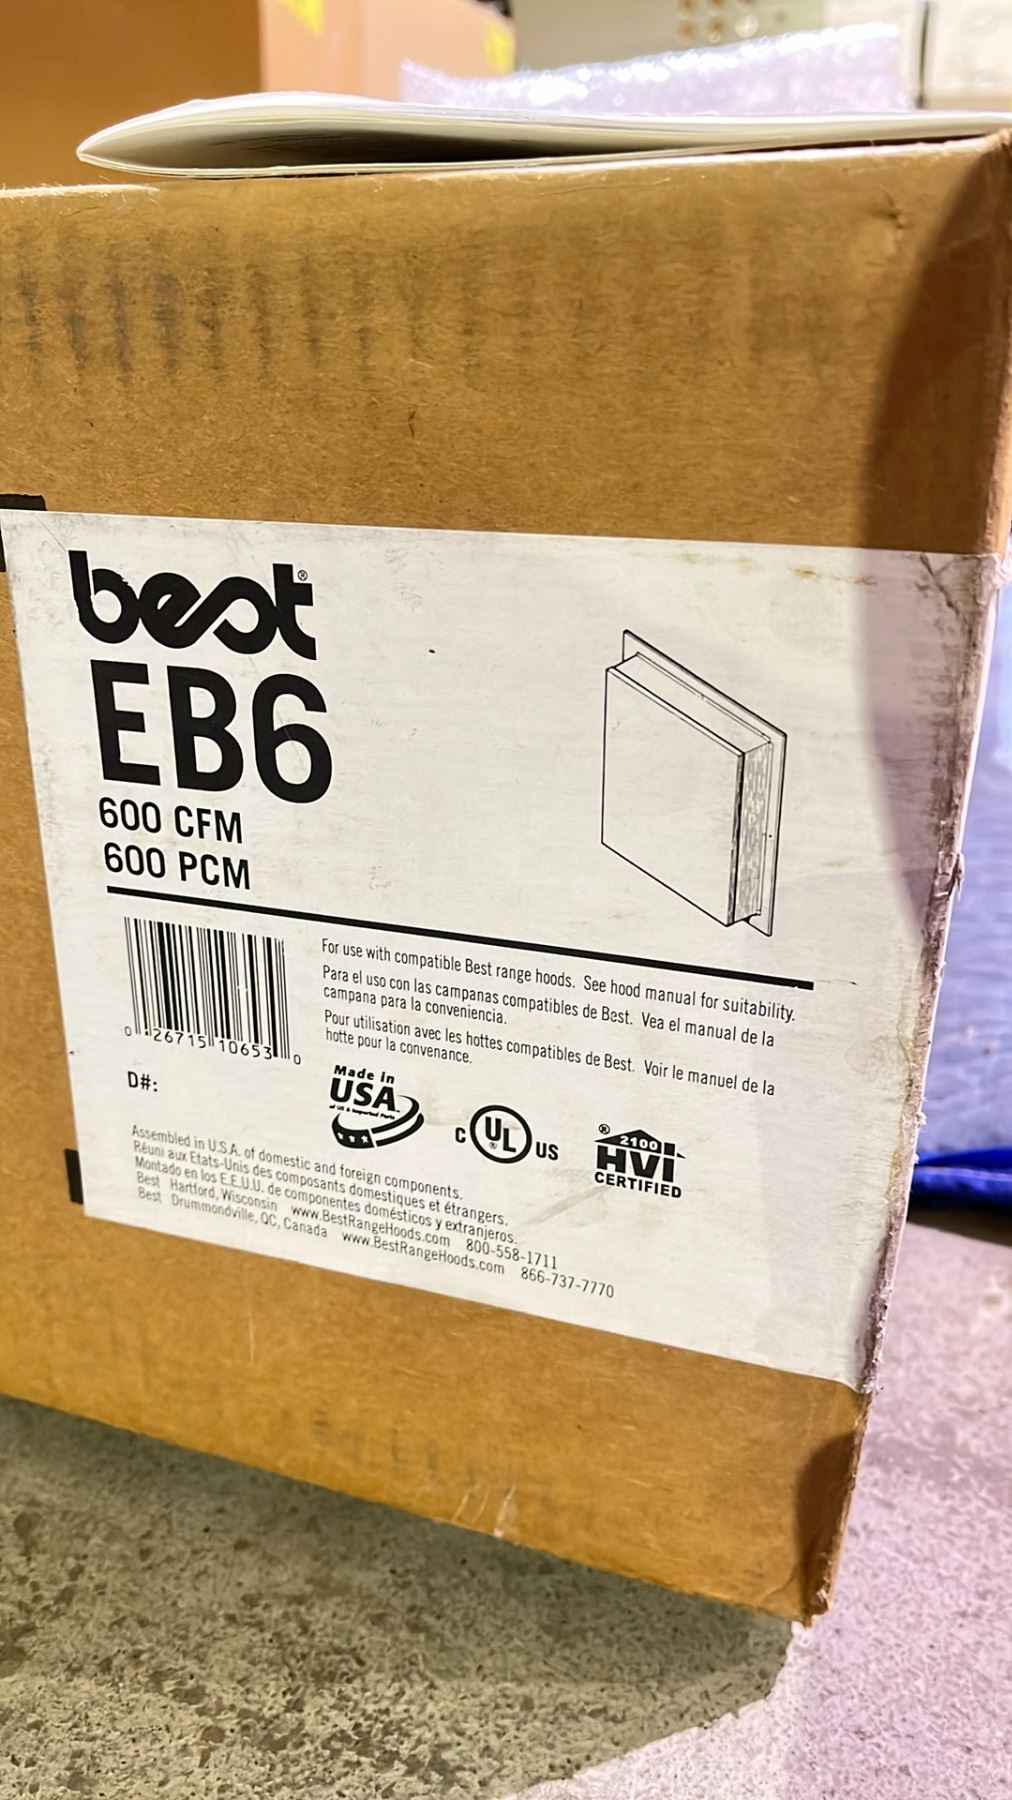 best®
EB6
600 CFM
600 PCM
For use with compatible Best range hoods. See hood manual for suitability.
Para el uso con las campanas compatibles de Best. Vea el manual de la
campana para la conveniencia.
Pour utilisation avec les hottes compatibles de Best. Voir le manuel de la
hotte pour la convenance.
0 26715 10653 0
D#:
Made in
USA
of US & Imported Parts
C UL® US
® 2100
HVI
CERTIFIED
Assembled in U.S.A. of domestic and foreign components.
Réuni aux Etats-Unis des composants domestiques et étrangers.
Montado en los E.E.U.U. de componentes domésticos y extranjeros.
Best Hartford, Wisconsin www.BestRangeHoods.com 800-558-1711
Best Drummondville, QC, Canada www.BestRangeHoods.com 866-737-7770